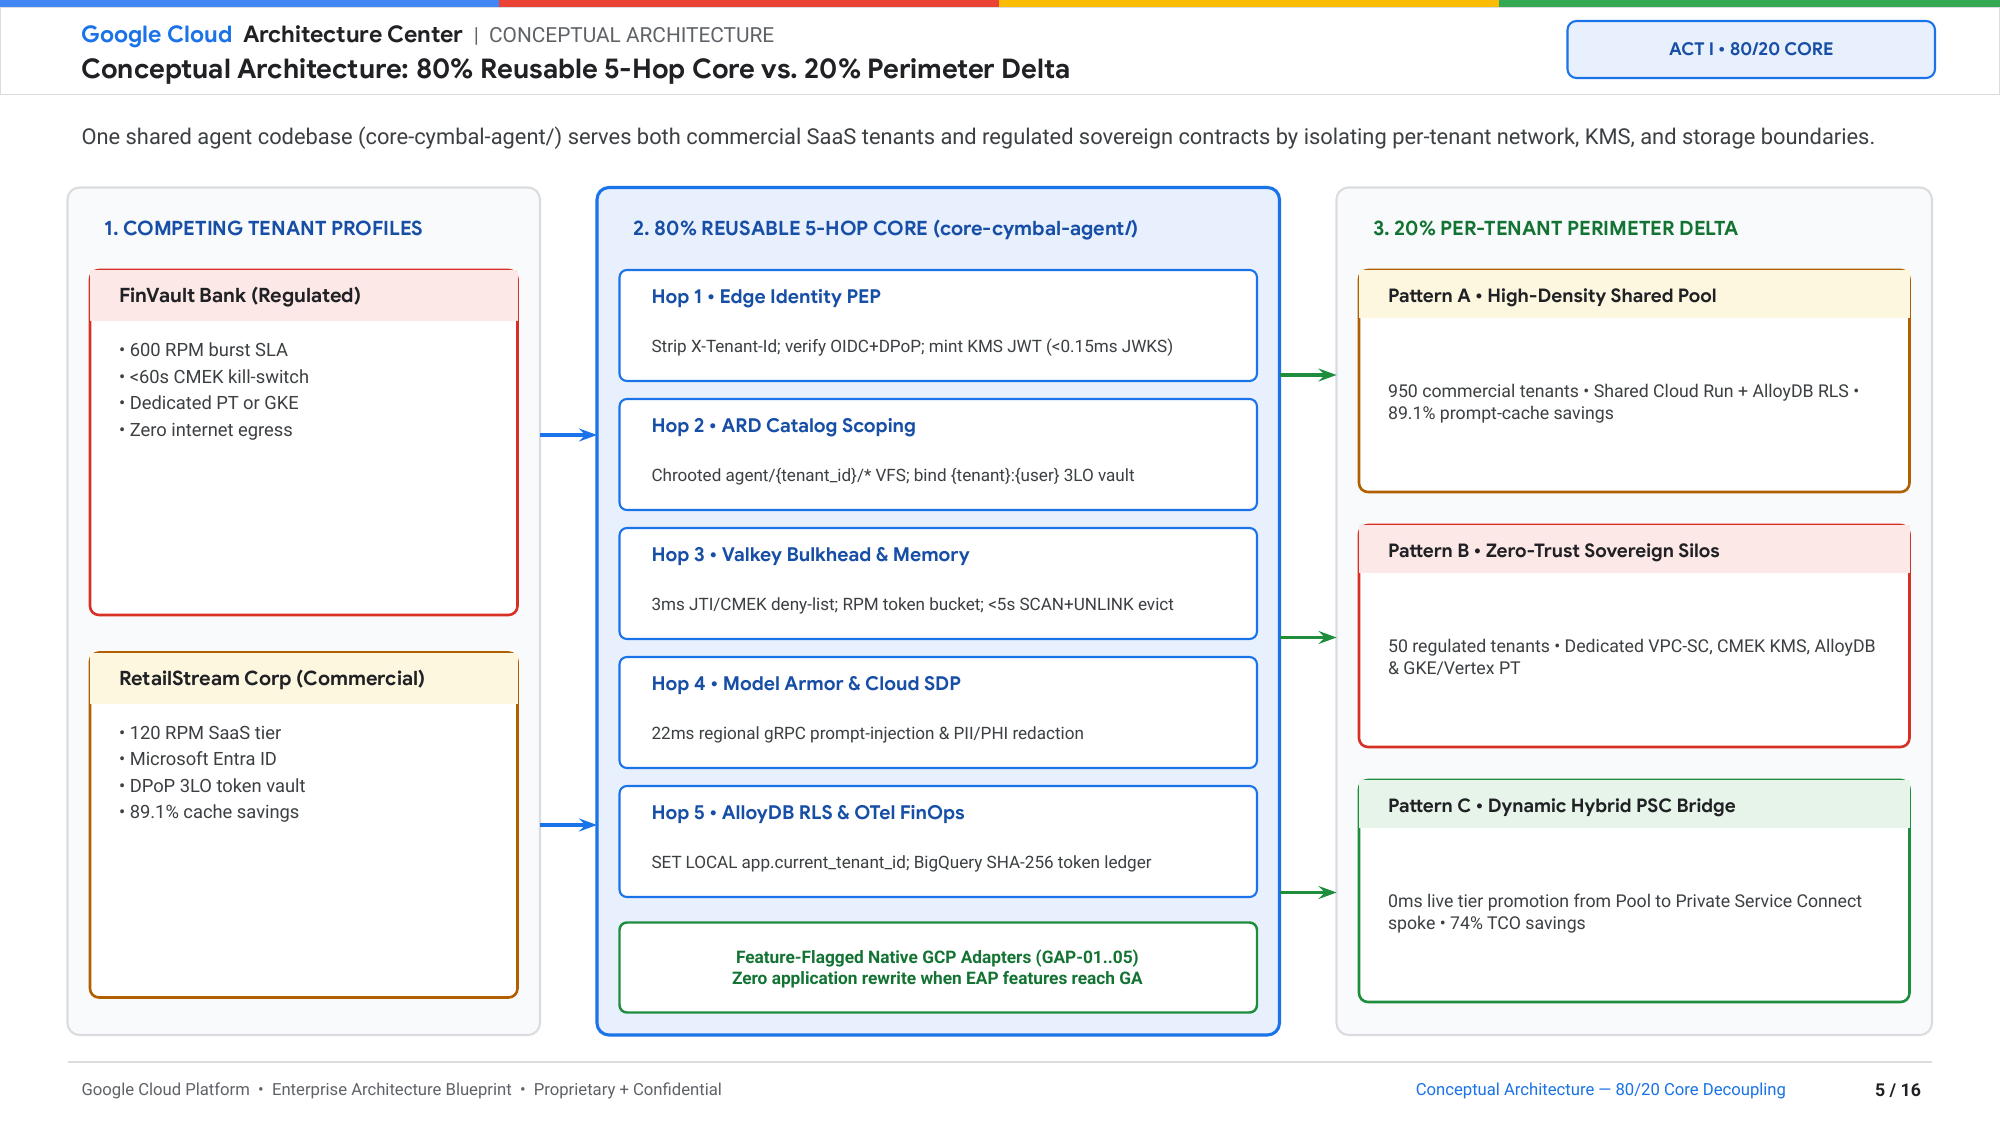 Google Cloud Architecture Center | CONCEPTUAL ARCHITECTURE
Conceptual Architecture: 80% Reusable 5-Hop Core vs. 20% Perimeter Delta
ACT I • 80/20 CORE
One shared agent codebase (core-cymbal-agent/) serves both commercial SaaS tenants and regulated sovereign contracts by isolating per-tenant network, KMS, and storage boundaries.
1. COMPETING TENANT PROFILES
FinVault Bank (Regulated)
• 600 RPM burst SLA
• <60s CMEK kill-switch
• Dedicated PT or GKE
• Zero internet egress
RetailStream Corp (Commercial)
• 120 RPM SaaS tier
• Microsoft Entra ID
• DPoP 3LO token vault
• 89.1% cache savings
2. 80% REUSABLE 5-HOP CORE (core-cymbal-agent/)
Hop 1 • Edge Identity PEP
Strip X-Tenant-Id; verify OIDC+DPoP; mint KMS JWT (<0.15ms JWKS)
Hop 2 • ARD Catalog Scoping
Chrooted agent/{tenant_id}/* VFS; bind {tenant}:{user} 3LO vault
Hop 3 • Valkey Bulkhead & Memory
3ms JTI/CMEK deny-list; RPM token bucket; <5s SCAN+UNLINK evict
Hop 4 • Model Armor & Cloud SDP
22ms regional gRPC prompt-injection & PII/PHI redaction
Hop 5 • AlloyDB RLS & OTel FinOps
SET LOCAL app.current_tenant_id; BigQuery SHA-256 token ledger
Feature-Flagged Native GCP Adapters (GAP-01..05)
Zero application rewrite when EAP features reach GA
3. 20% PER-TENANT PERIMETER DELTA
Pattern A • High-Density Shared Pool
950 commercial tenants • Shared Cloud Run + AlloyDB RLS •
89.1% prompt-cache savings
Pattern B • Zero-Trust Sovereign Silos
50 regulated tenants • Dedicated VPC-SC, CMEK KMS, AlloyDB
& GKE/Vertex PT
Pattern C • Dynamic Hybrid PSC Bridge
0ms live tier promotion from Pool to Private Service Connect
spoke • 74% TCO savings
Google Cloud Platform • Enterprise Architecture Blueprint • Proprietary + Confidential
Conceptual Architecture — 80/20 Core Decoupling
5 / 16